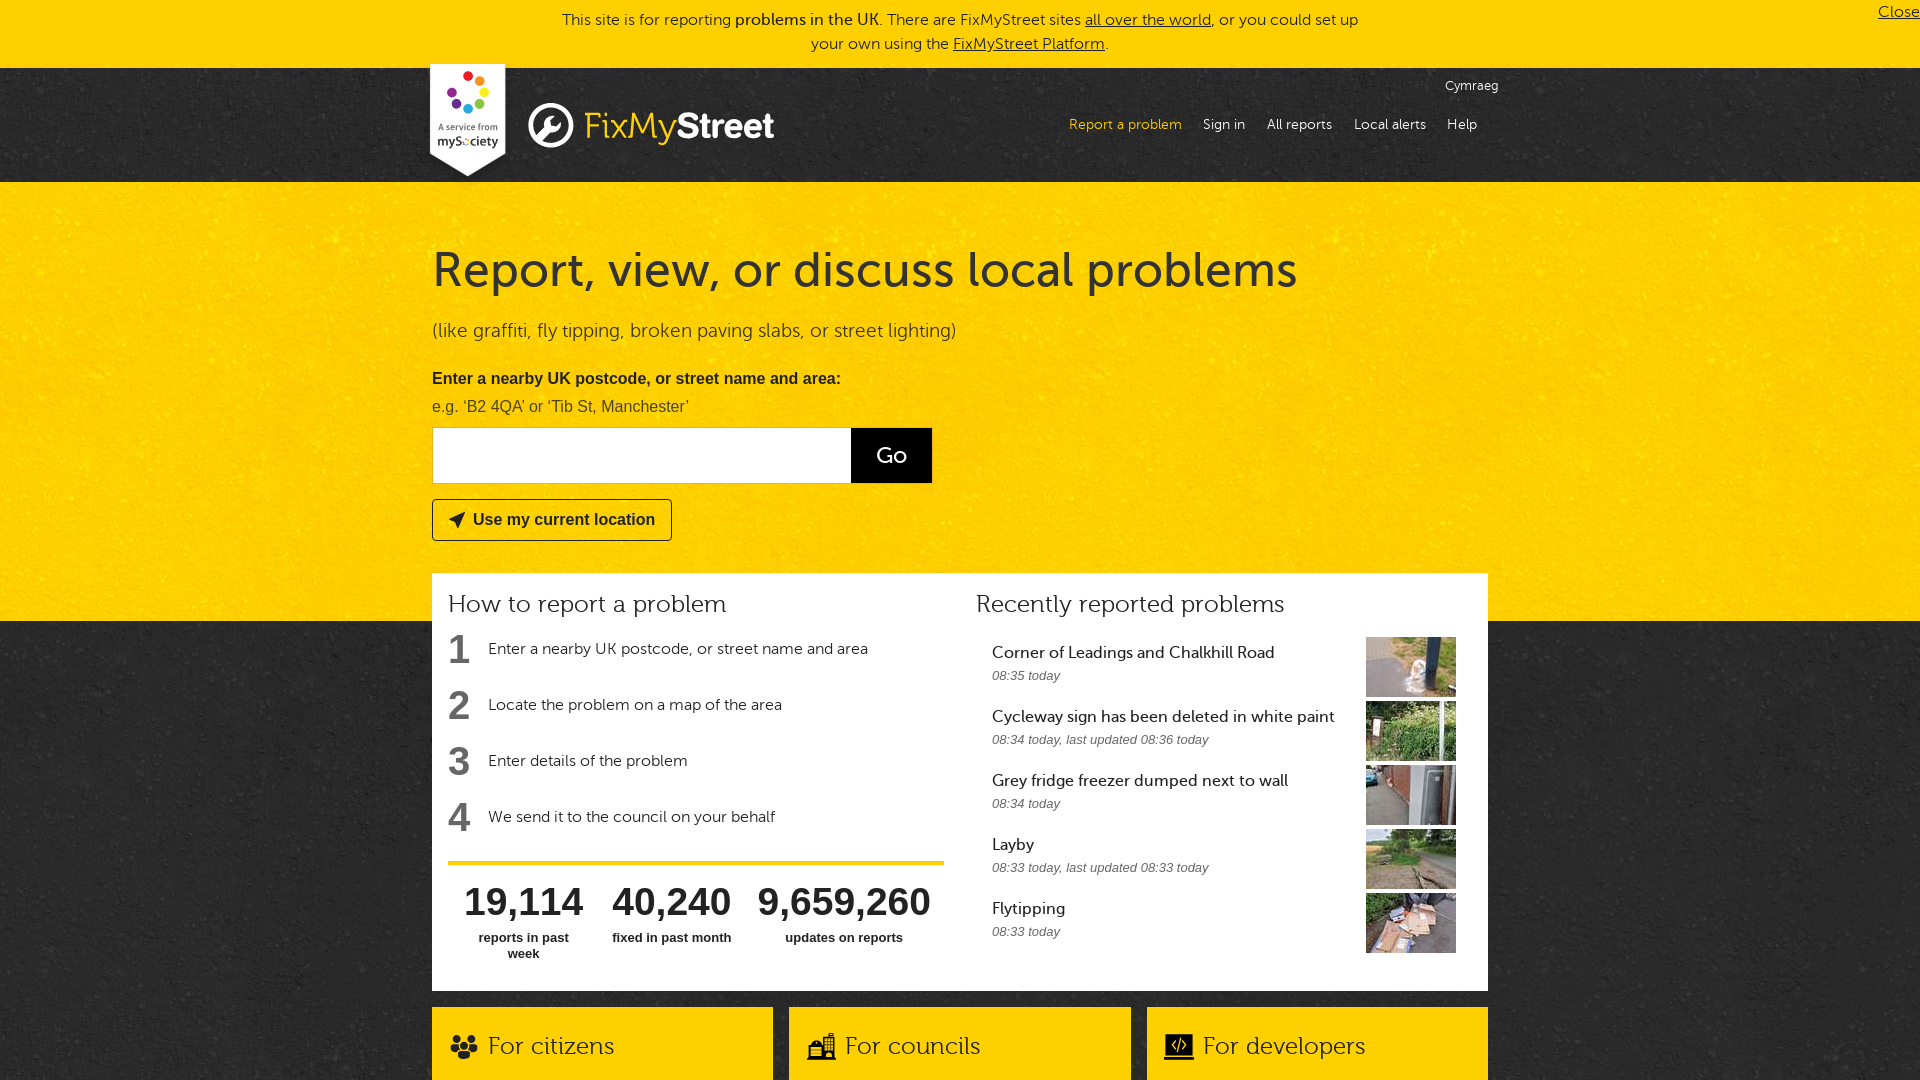 This site is for reporting problems in the UK. There are FixMyStreet sites all over the world, or you could set up
your own using the FixMyStreet Platform.
Close
A service from
mySociety
FixMyStreet
Cymraeg
Report a problem
Sign in
All reports
Local alerts
Help
Report, view, or discuss local problems
(like graffiti, fly tipping, broken paving slabs, or street lighting)
Enter a nearby UK postcode, or street name and area:
e.g. ‘B2 4QA’ or ‘Tib St, Manchester’
Go
Use my current location
How to report a problem
1 Enter a nearby UK postcode, or street name and area
2 Locate the problem on a map of the area
3 Enter details of the problem
4 We send it to the council on your behalf
19,114
reports in past
week
40,240
fixed in past month
9,659,260
updates on reports
Recently reported problems
Corner of Leadings and Chalkhill Road
08:35 today
Cycleway sign has been deleted in white paint
08:34 today, last updated 08:36 today
Grey fridge freezer dumped next to wall
08:34 today
Layby
08:33 today, last updated 08:33 today
Flytipping
08:33 today
For citizens
For councils
For developers